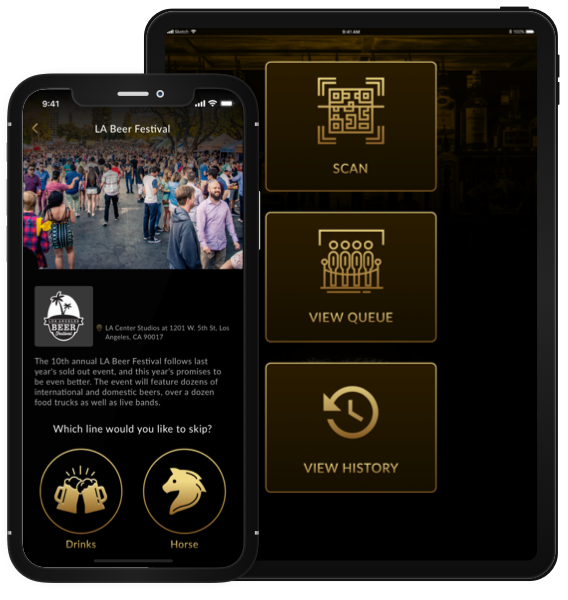 Sketch
9:41 AM
100%
SCAN
VIEW QUEUE
VIEW HISTORY
9:41
LA Beer Festival
LOS ANGELES
BEER
Festivals
LA Center Studios at 1201 W. 5th St, Los
Angeles, CA 90017
The 10th annual LA Beer Festival follows last
year's sold out event, and this year's promises to
be even better. The event will feature dozens of
international and domestic beers, over a dozen
food trucks as well as live bands.
Which line would you like to skip?
Drinks
Horse